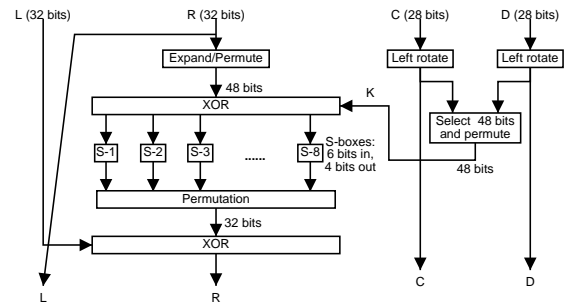 L (32 bits)
R (32 bits)
C (28 bits)
D (28 bits)
Expand/Permute
Left rotate
Left rotate
48 bits
K
XOR
Select 48 bits
and permute
S-1
S-2
S-3
......
S-8
S-boxes:
6 bits in,
4 bits out
48 bits
Permutation
32 bits
XOR
L
R
C
D